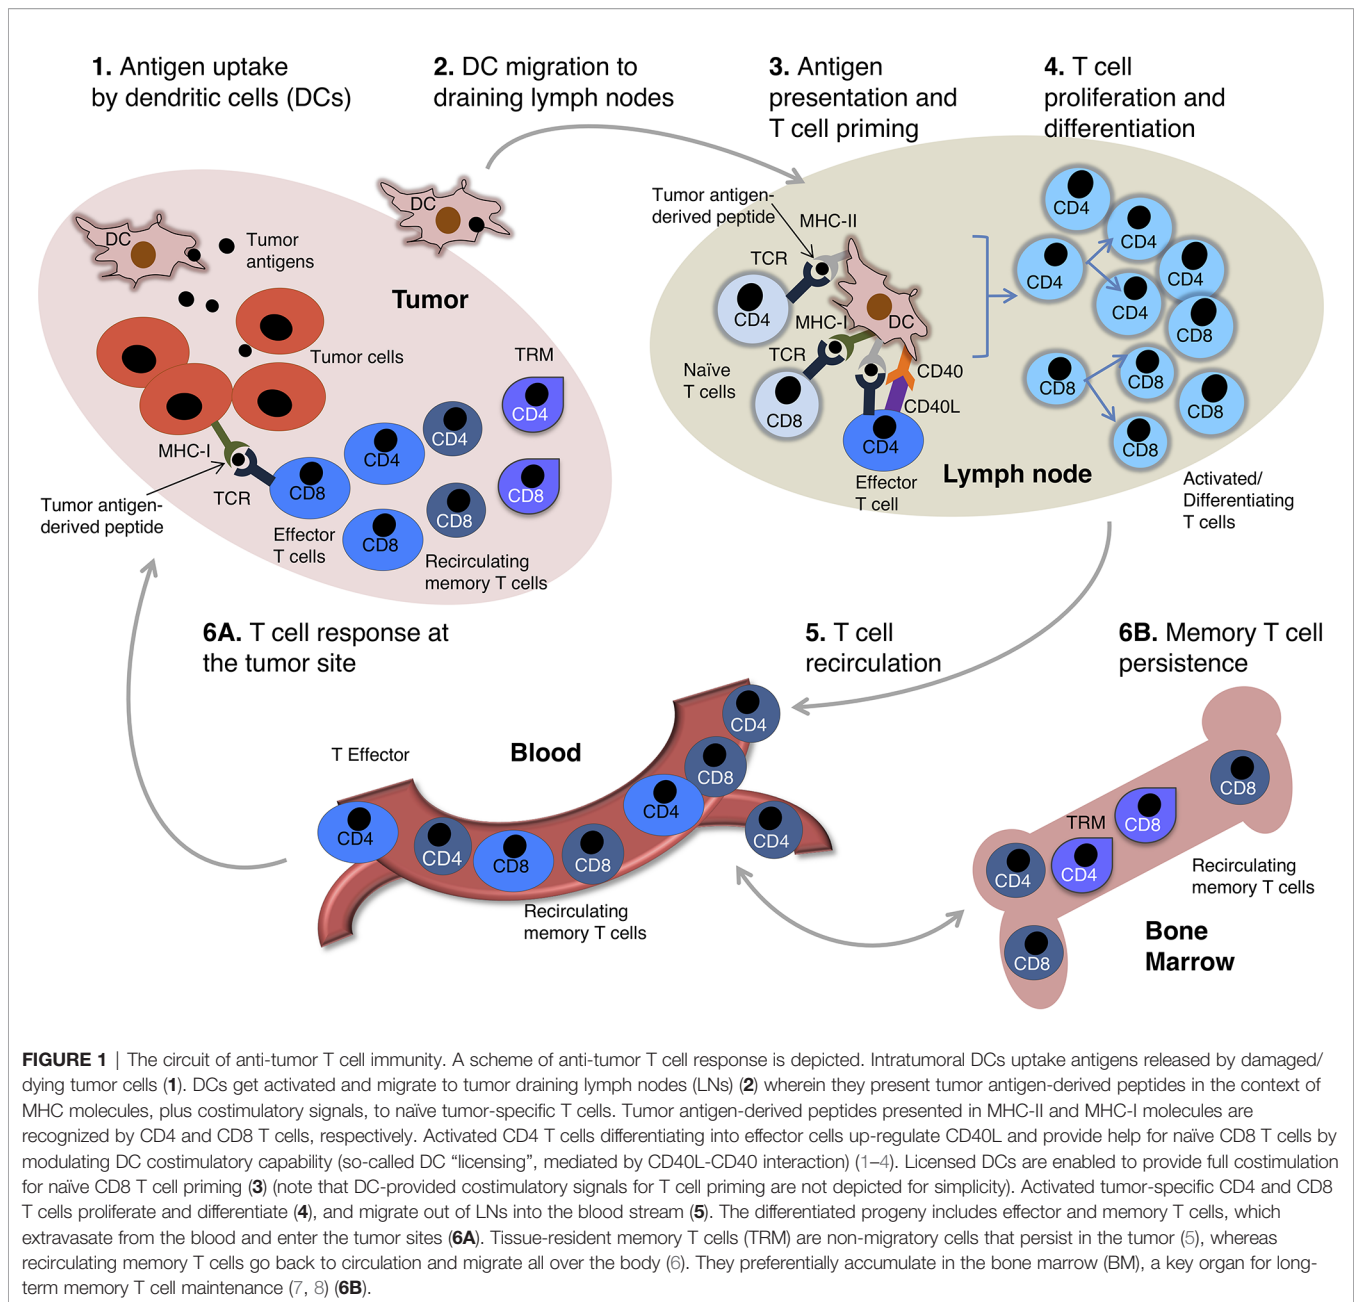 1. Antigen uptake
by dendritic cells (DCs)
2. DC migration to
draining lymph nodes
3. Antigen
presentation and
T cell priming
4. T cell
proliferation and
differentiation
DC
DC
Tumor
antigens
Tumor
Tumor cells
TRM
CD4
CD4
CD4
MHC-I
CD8
CD8
CD8
CD8
TCR
Tumor antigen-
derived peptide
Effector
T cells
Recirculating
memory T cells
Tumor antigen-
derived peptide
MHC-II
TCR
CD4
MHC-I
DC
TCR
Naïve
T cells
CD8
CD40
CD40L
CD4
Effector
T cell
Lymph node
CD4
CD4
CD4
CD4
CD4
CD8
CD8
CD8
CD8
CD8
Activated/
Differentiating
T cells
6A. T cell response at
the tumor site
5. T cell
recirculation
6B. Memory T cell
persistence
T Effector
Blood
CD4
CD8
CD4
CD4
CD4
CD4
CD8
CD8
Recirculating
memory T cells
CD8
TRM
CD8
CD4
CD4
CD8
Recirculating
memory T cells
Bone
Marrow
FIGURE 1 | The circuit of anti-tumor T cell immunity. A scheme of anti-tumor T cell response is depicted. Intratumoral DCs uptake antigens released by damaged/
dying tumor cells (1). DCs get activated and migrate to tumor draining lymph nodes (LNs) (2) wherein they present tumor antigen-derived peptides in the context of
MHC molecules, plus costimulatory signals, to naïve tumor-specific T cells. Tumor antigen-derived peptides presented in MHC-II and MHC-I molecules are
recognized by CD4 and CD8 T cells, respectively. Activated CD4 T cells differentiating into effector cells up-regulate CD40L and provide help for naïve CD8 T cells by
modulating DC costimulatory capability (so-called DC “licensing”, mediated by CD40L-CD40 interaction) (1–4). Licensed DCs are enabled to provide full costimulation
for naïve CD8 T cell priming (3) (note that DC-provided costimulatory signals for T cell priming are not depicted for simplicity). Activated tumor-specific CD4 and CD8
T cells proliferate and differentiate (4), and migrate out of LNs into the blood stream (5). The differentiated progeny includes effector and memory T cells, which
extravasate from the blood and enter the tumor sites (6A). Tissue-resident memory T cells (TRM) are non-migratory cells that persist in the tumor (5), whereas
recirculating memory T cells go back to circulation and migrate all over the body (6). They preferentially accumulate in the bone marrow (BM), a key organ for long-
term memory T cell maintenance (7, 8) (6B).